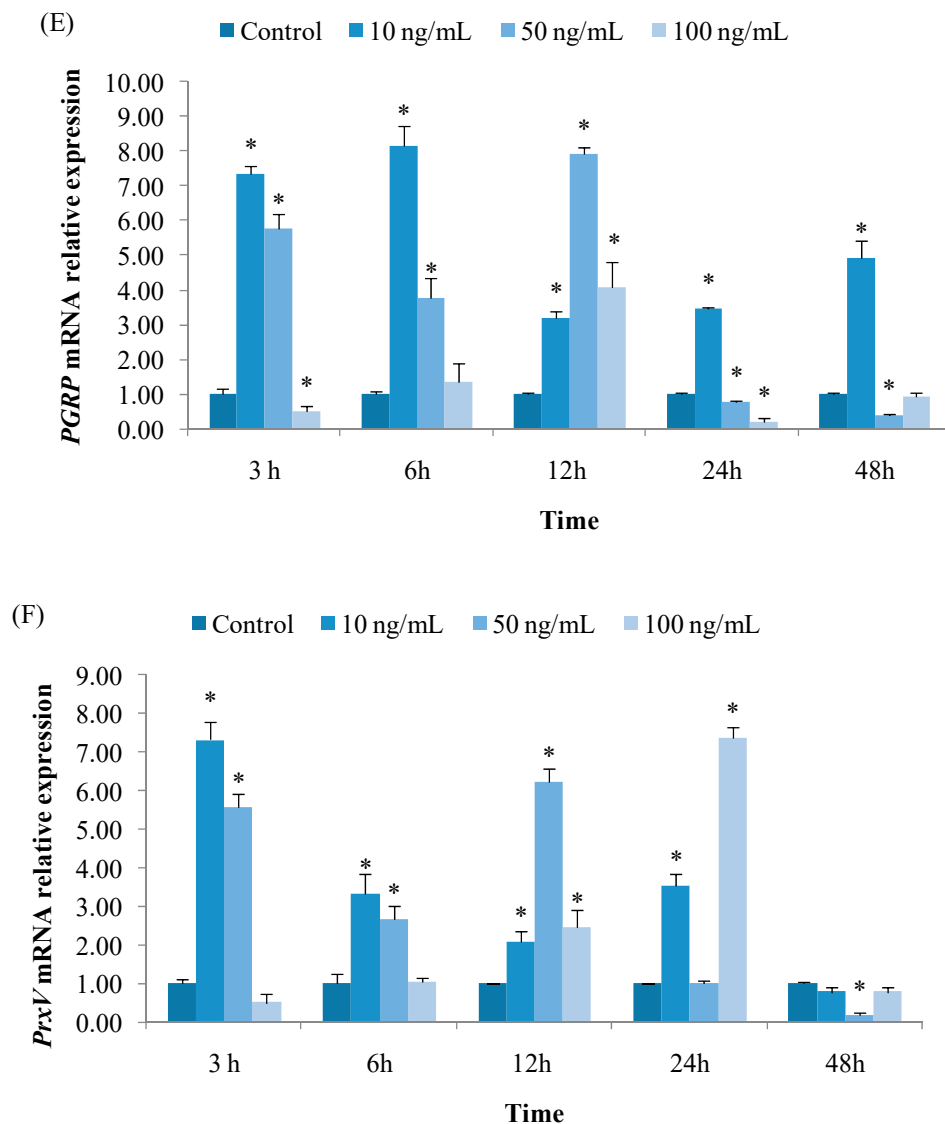 (E)
Control 10 ng/mL 50 ng/mL 100 ng/mL
PGRP mRNA relative expression
10.00
9.00
8.00
7.00
6.00
5.00
4.00
3.00
2.00
1.00
0.00
* * * * * * * * * * * *
3 h 6h 12h 24h 48h
Time
(F)
Control 10 ng/mL 50 ng/mL 100 ng/mL
PrxV mRNA relative expression
9.00
8.00
7.00
6.00
5.00
4.00
3.00
2.00
1.00
0.00
* * * * * * * * * *
3 h 6h 12h 24h 48h
Time